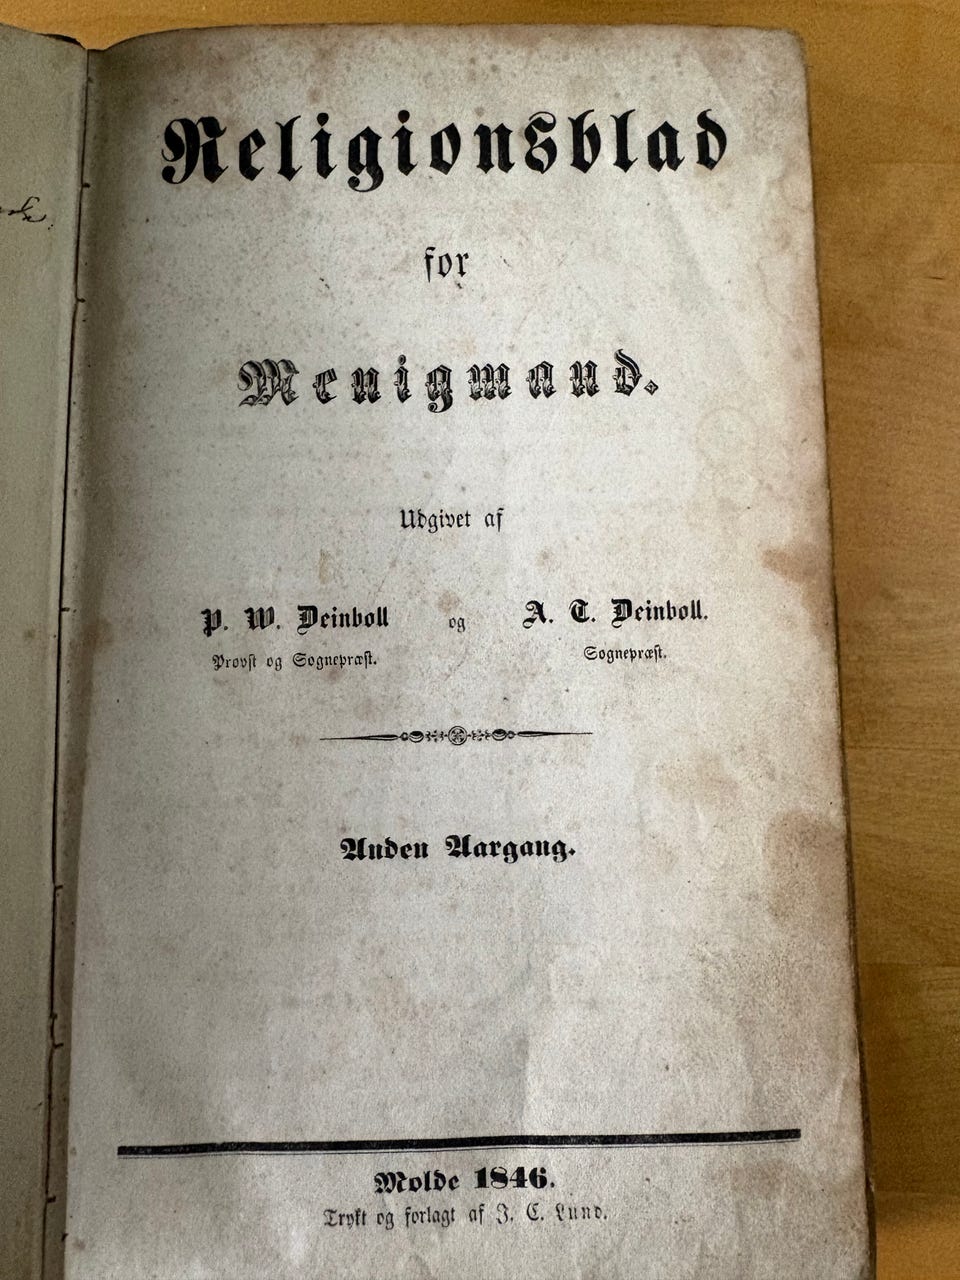 Religionsblad
for
Menigmand.
Udgivet af
P. W. Deinboll og A. T. Deinboll.
Provst og Sognepræst. Sognepræst.
Anden Aargang.
Molde 1846.
Trykt og forlagt af J. C. Lund.